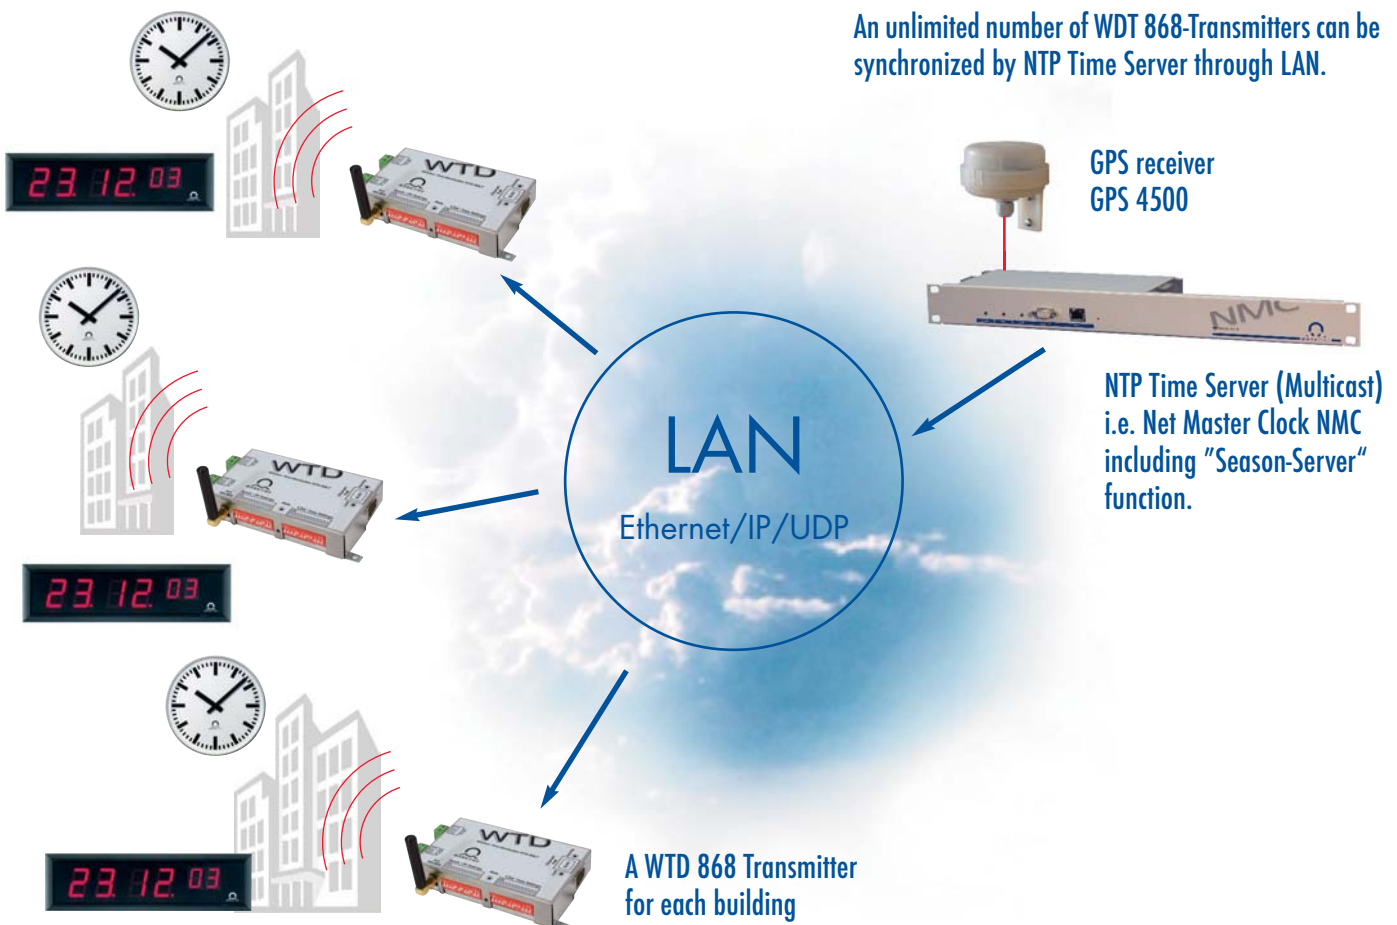 An unlimited number of WDT 868-Transmitters can be
synchronized by NTP Time Server through LAN.
WTD
23. 12. 03
GPS receiver
GPS 4500
NMC
LAN
Ethernet/IP/UDP
NTP Time Server (Multicast)
i.e. Net Master Clock NMC
including ”Season-Server“
function.
WTD
23. 12. 03
WTD
23. 12. 03
A WTD 868 Transmitter
for each building